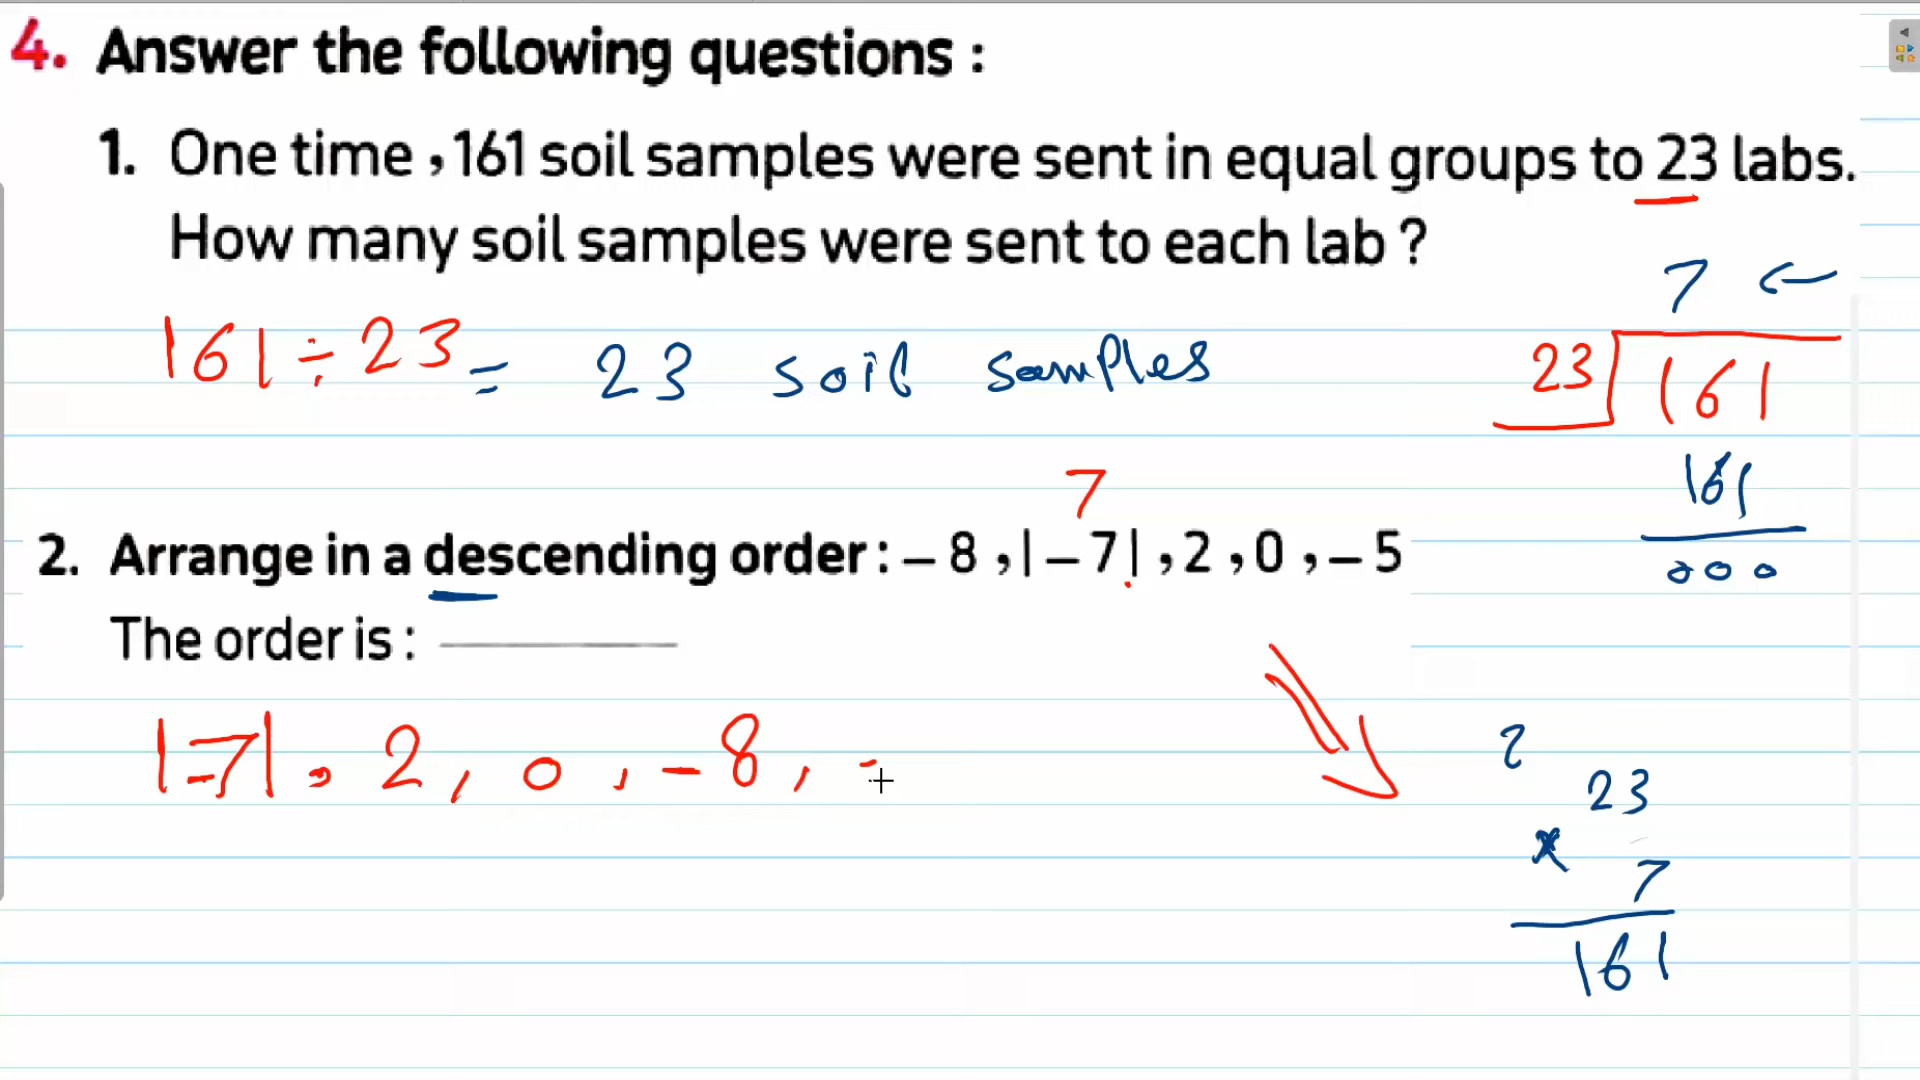 4. Answer the following questions :
1. One time , 161 soil samples were sent in equal groups to 23 labs.
How many soil samples were sent to each lab ?
161 ÷ 23 = 23 soil samples
7 ←
23 161
161
000
7
2. Arrange in a descending order : – 8 , | – 7 | , 2 , 0 , – 5
The order is :
|-7| , 2 , 0 , -8 , -
2
23
× 7
161